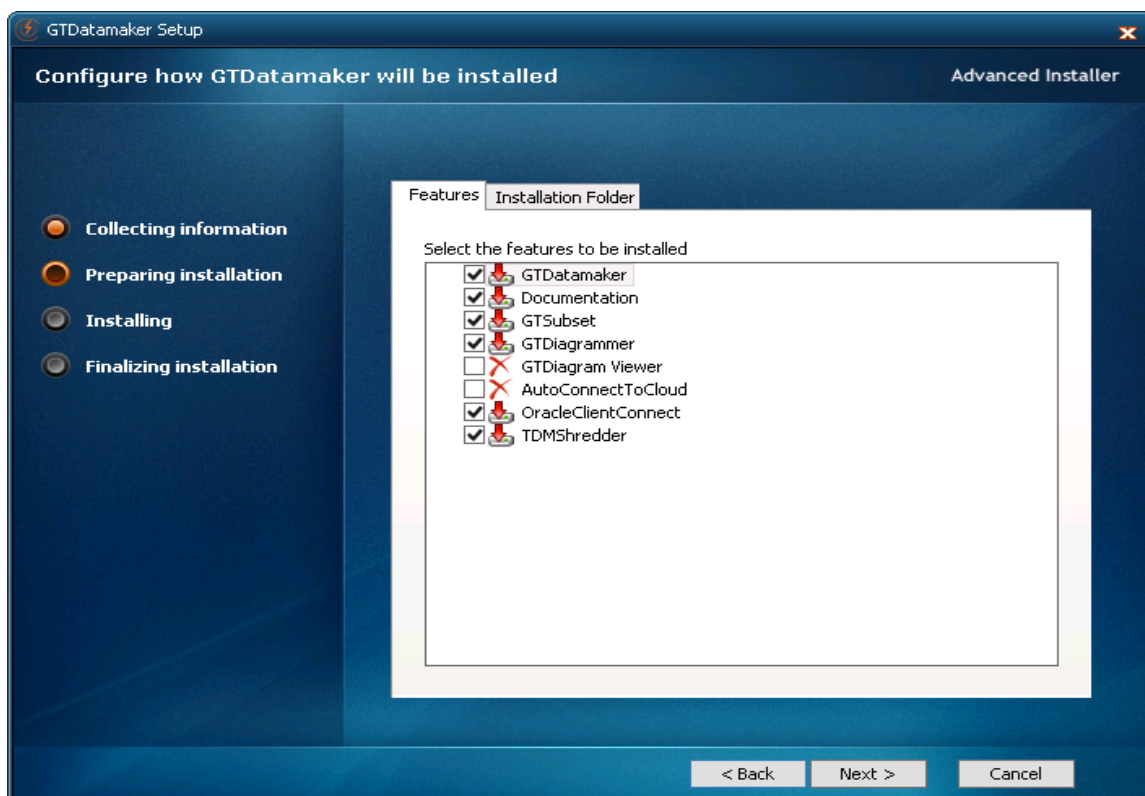 GTDatamaker Setup
Configure how GTDatamaker will be installed
Advanced Installer
Collecting information
Preparing installation
Installing
Finalizing installation
Features
Installation Folder
Select the features to be installed
GTDatamaker
Documentation
GTSubset
GTDiagrammer
GTDiagram Viewer
AutoConnectToCloud
OracleClientConnect
TDMShredder
< Back
Next >
Cancel